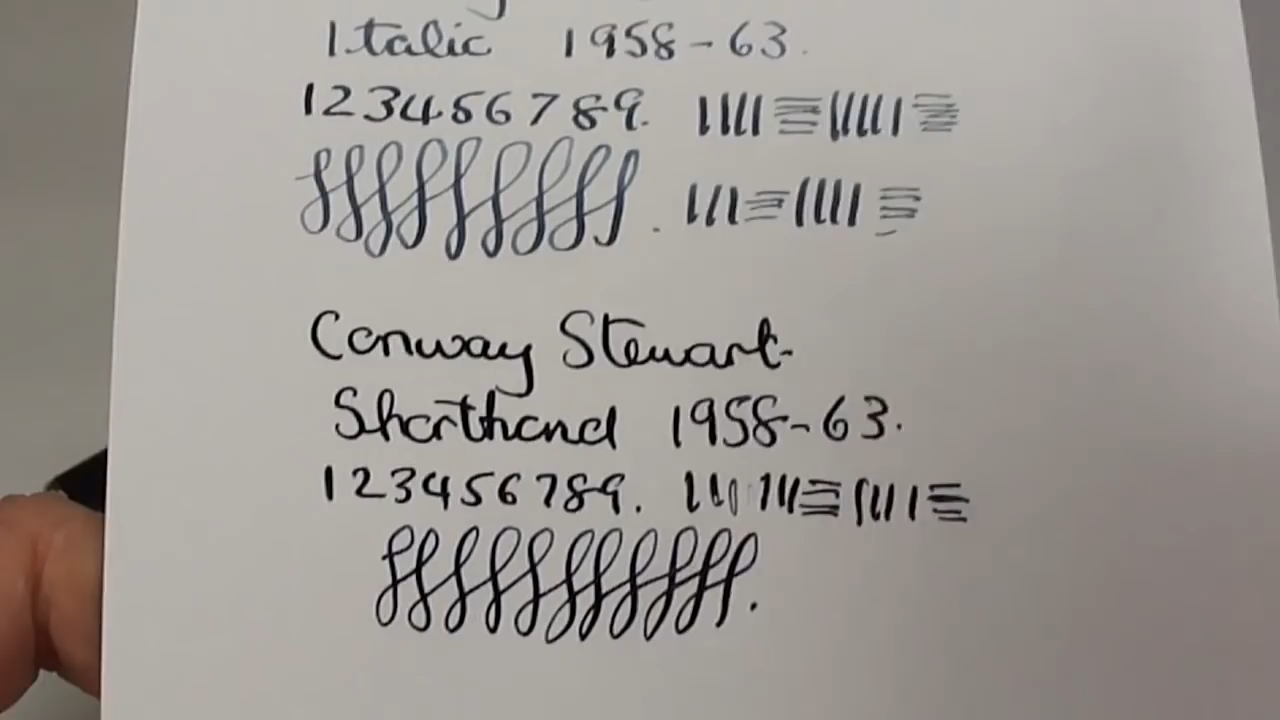 Italic 1958-63.
123456789.
Conway Stewart
Shorthand 1958-63.
123456789.